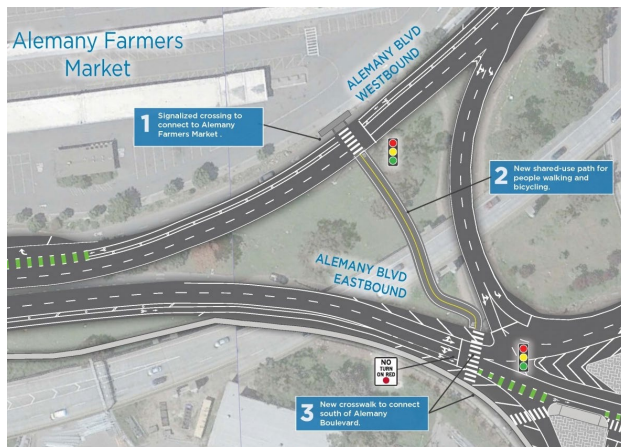 Alemany Farmers
Market
ALEMANY BLVD
WESTBOUND
1
Signalized crossing to
connect to Alemany
Farmers Market .
2
New shared-use path for
people walking and
bicycling.
ALEMANY BLVD
EASTBOUND
NO
TURN
ON RED
3
New crosswalk to connect
south of Alemany
Boulevard.